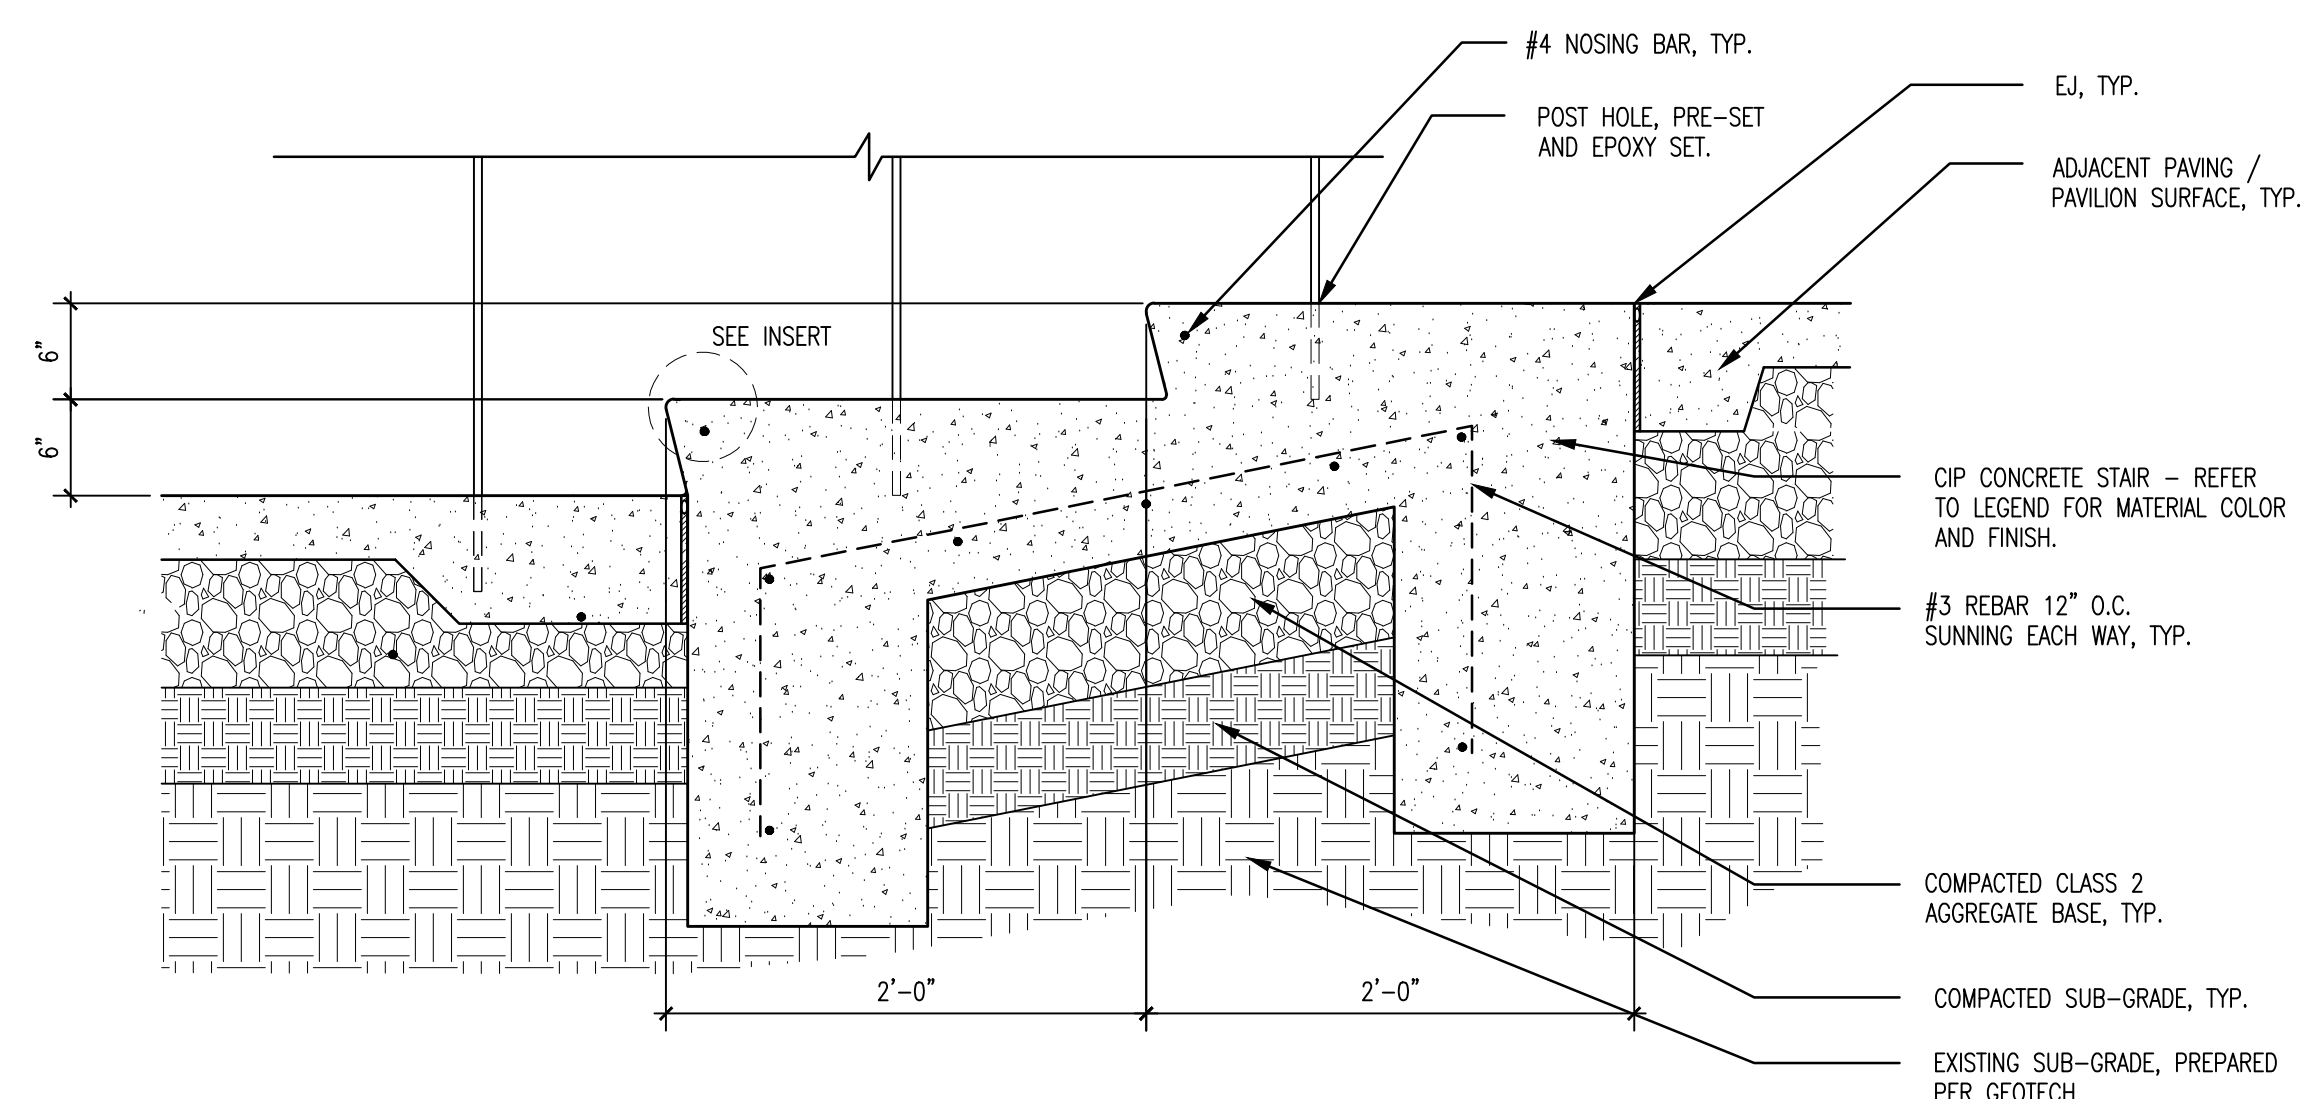 #4 NOSING BAR, TYP.
EJ, TYP.
POST HOLE, PRE-SET
AND EPOXY SET.
ADJACENT PAVING /
PAVILION SURFACE, TYP.
SEE INSERT
6"
6"
CIP CONCRETE STAIR – REFER
TO LEGEND FOR MATERIAL COLOR
AND FINISH.
#3 REBAR 12" O.C.
SUNNING EACH WAY, TYP.
COMPACTED CLASS 2
AGGREGATE BASE, TYP.
2'-0"
2'-0"
COMPACTED SUB-GRADE, TYP.
EXISTING SUB-GRADE, PREPARED
PER GEOTECH